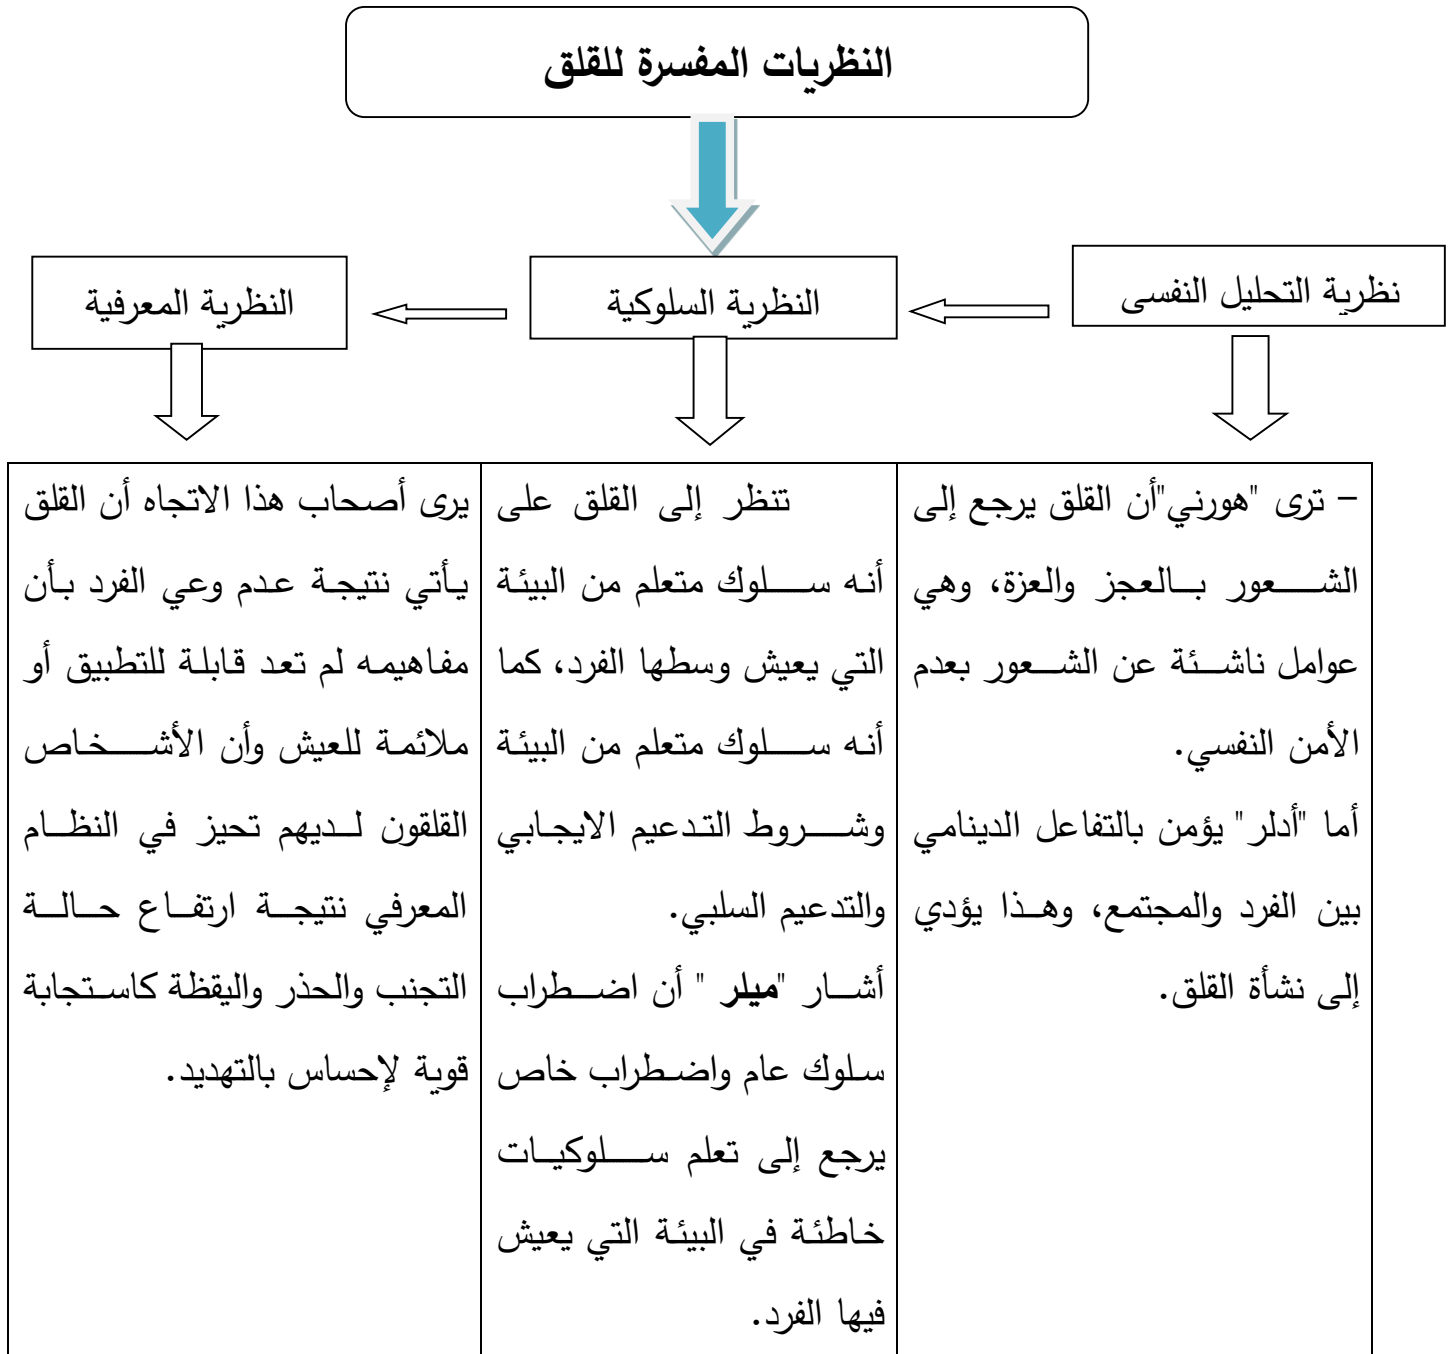 النظريات المفسرة للقلق
نظرية التحليل النفسى
النظرية السلوكية
النظرية المعرفية
– ترى "هورني"أن القلق يرجع إلى
الشعور بالعجز والعزة، وهي
عوامل ناشئة عن الشعور بعدم
الأمن النفسي.
أما "أدلر" يؤمن بالتفاعل الدينامي
بين الفرد والمجتمع، وهذا يؤدي
إلى نشأة القلق.
تنظر إلى القلق على
أنه سلوك متعلم من البيئة
التي يعيش وسطها الفرد، كما
أنه سلوك متعلم من البيئة
وشروط التدعيم الايجابي
والتدعيم السلبي.
أشار "ميلر " أن اضطراب
سلوك عام واضطراب خاص
يرجع إلى تعلم سلوكيات
خاطئة في البيئة التي يعيش
فيها الفرد.
يرى أصحاب هذا الاتجاه أن القلق
يأتي نتيجة عدم وعي الفرد بأن
مفاهيمه لم تعد قابلة للتطبيق أو
ملائمة للعيش وأن الأشخاص
القلقون لديهم تحيز في النظام
المعرفي نتيجة ارتفاع حالة
التجنب والحذر واليقظة كاستجابة
قوية لإحساس بالتهديد.